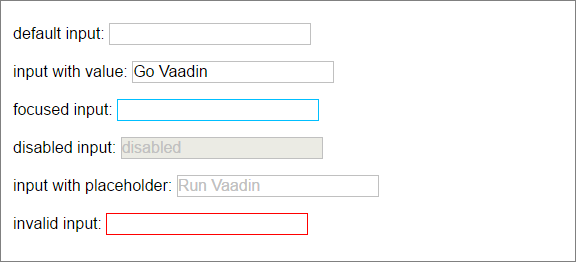 default input:
input with value: Go Vaadin
focused input:
disabled input: disabled
input with placeholder: Run Vaadin
invalid input: